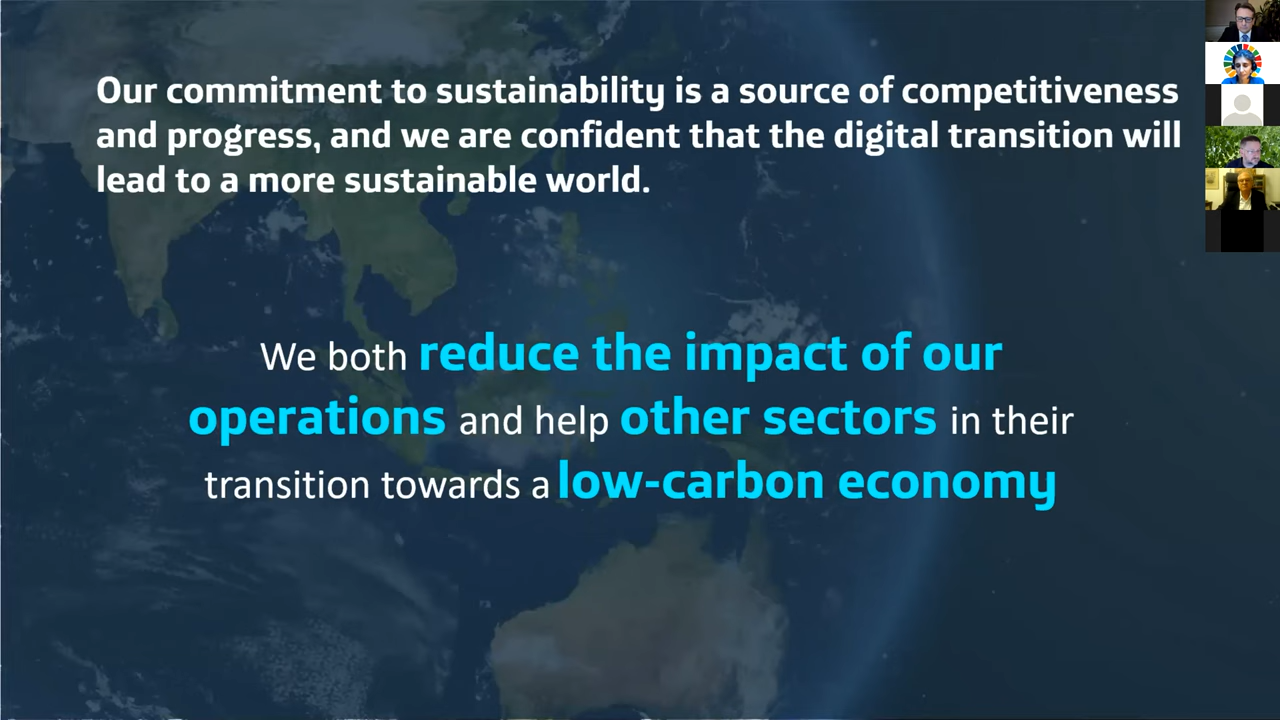 Our commitment to sustainability is a source of competitiveness
and progress, and we are confident that the digital transition will
lead to a more sustainable world.
We both reduce the impact of our
operations and help other sectors in their
transition towards a low-carbon economy